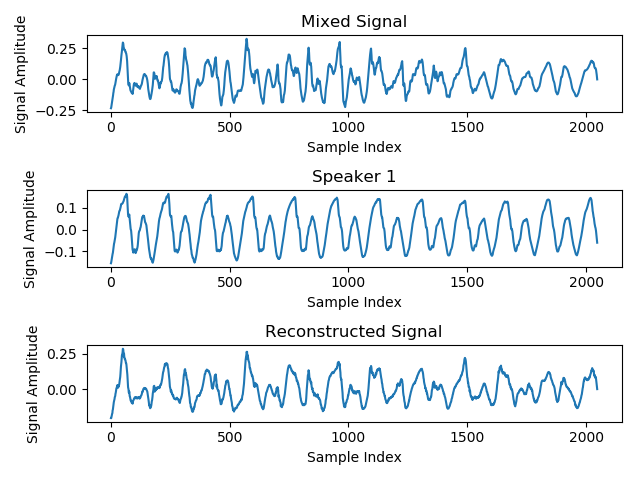 Mixed Signal
Signal Amplitude
0.25
0.00
−0.25
0 500 1000 1500 2000
Sample Index
Speaker 1
Signal Amplitude
0.1
0.0
−0.1
0 500 1000 1500 2000
Sample Index
Reconstructed Signal
Signal Amplitude
0.25
0.00
0 500 1000 1500 2000
Sample Index